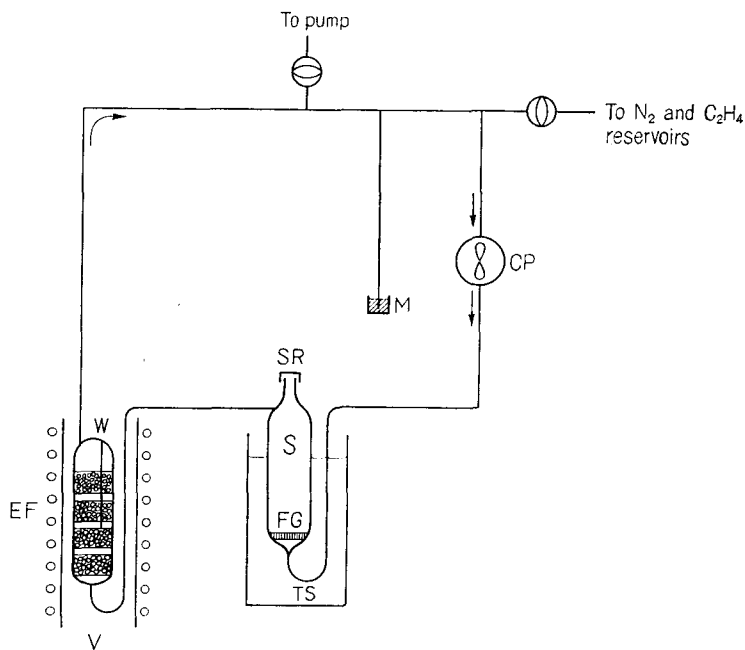 To pump
To N₂ and C₂H₄
reservoirs
CP
M
SR
W
S
EF
FG
TS
V